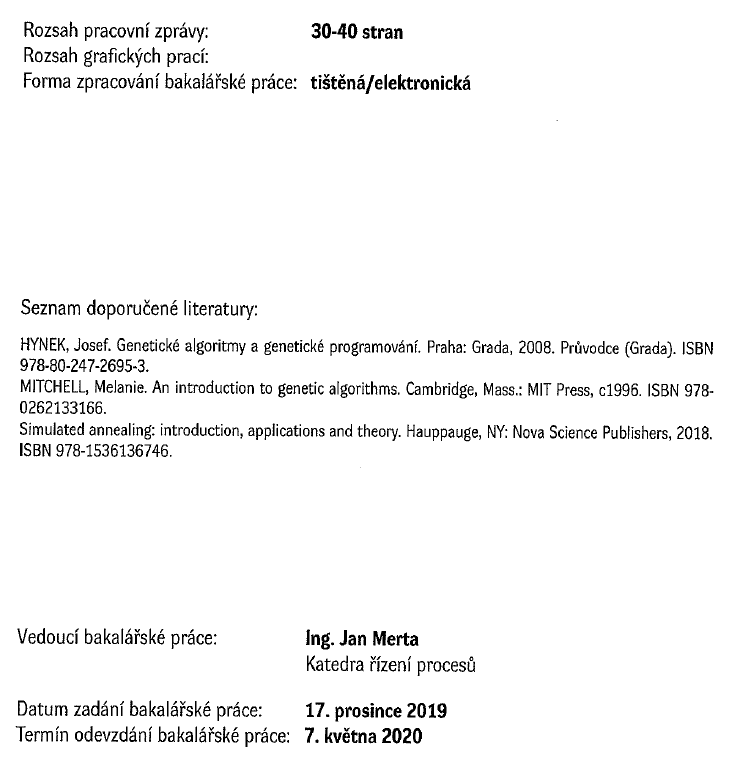 Rozsah pracovní zprávy: 30-40 stran
Rozsah grafických prací:
Forma zpracování bakalářské práce: tištěná/elektronická
Seznam doporučené literatury:
HYNEK, Josef. Genetické algoritmy a genetické programování. Praha: Grada, 2008. Průvodce (Grada). ISBN
978-80-247-2695-3.
MITCHELL, Melanie. An introduction to genetic algorithms. Cambridge, Mass.: MIT Press, c1996. ISBN 978-
0262133166.
Simulated annealing: introduction, applications and theory. Hauppauge, NY: Nova Science Publishers, 2018.
ISBN 978-1536136746.
Vedoucí bakalářské práce: Ing. Jan Merta
Katedra řízení procesů
Datum zadání bakalářské práce: 17. prosince 2019
Termín odevzdání bakalářské práce: 7. května 2020